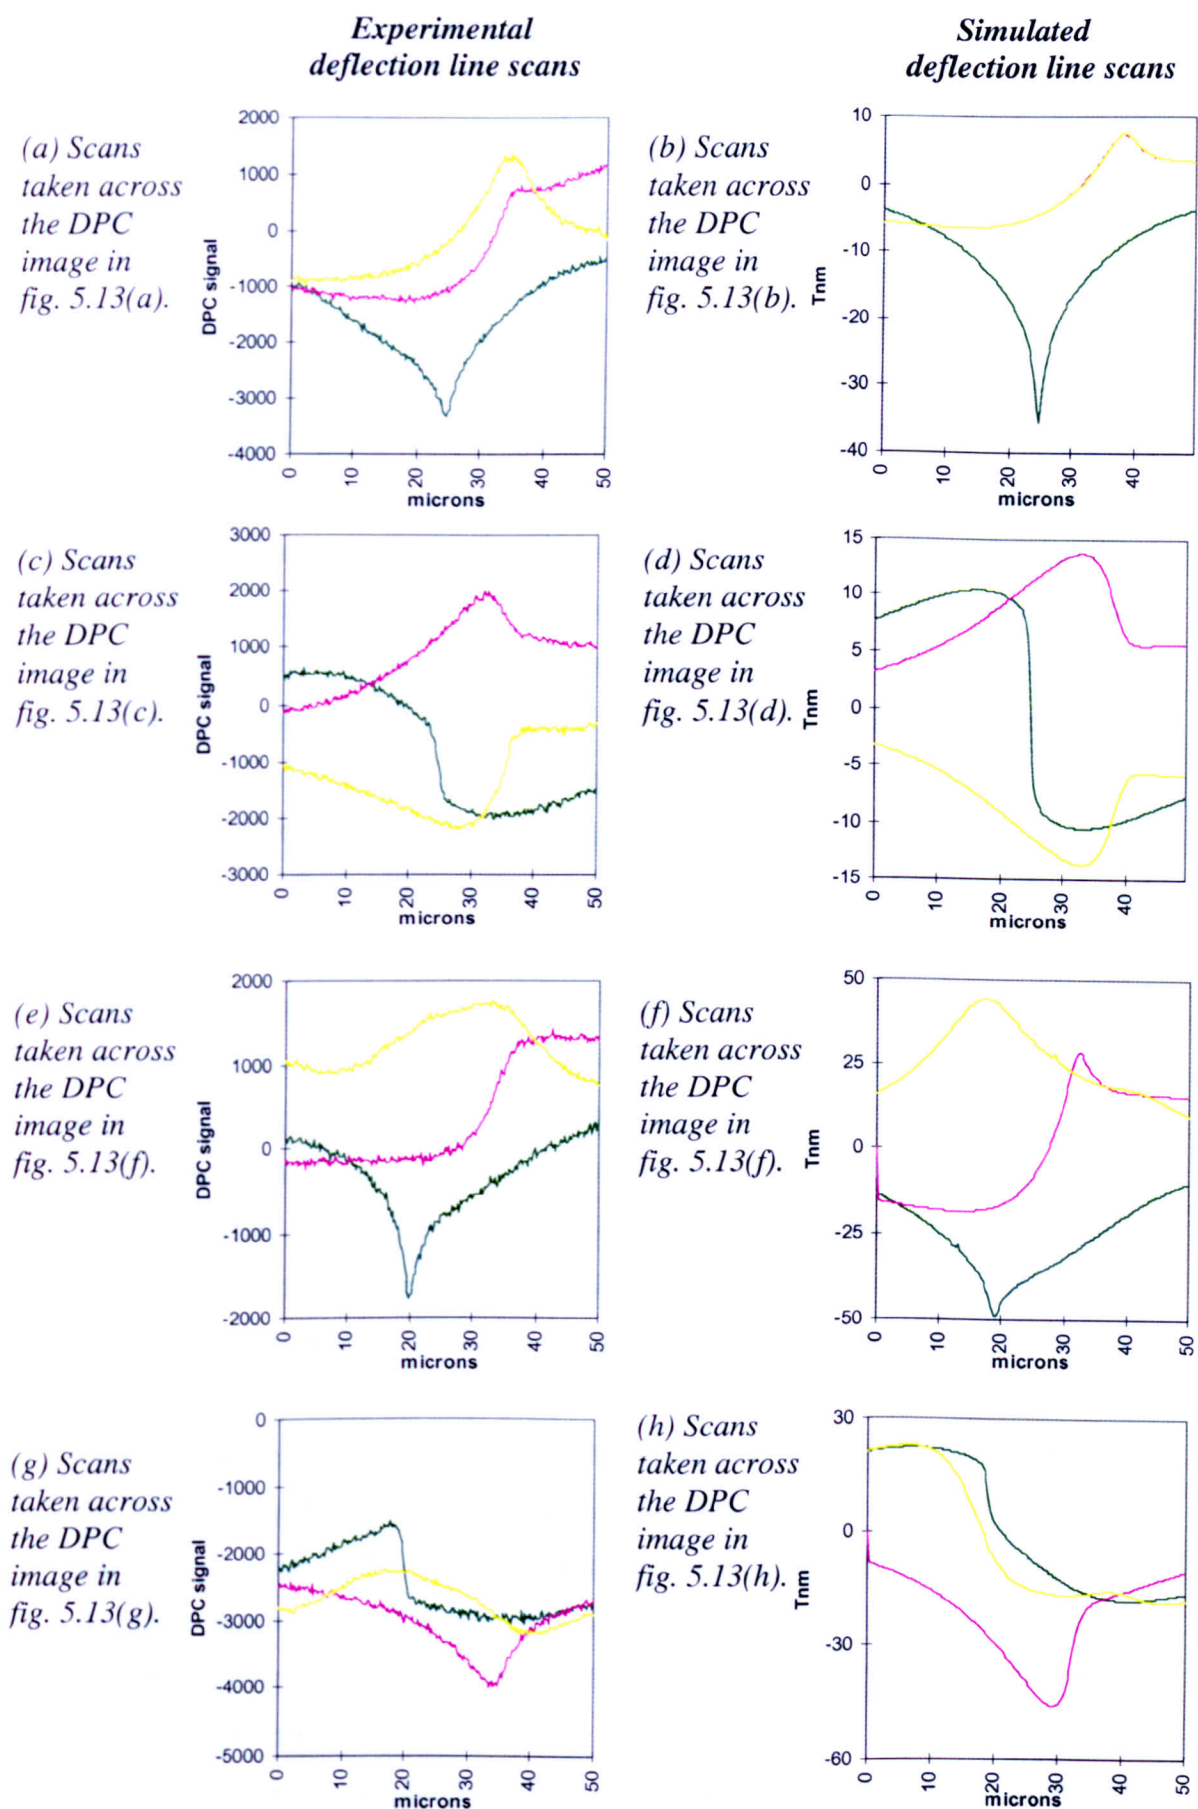 Experimental
deflection line scans
Simulated
deflection line scans
(a) Scans
taken across
the DPC
image in
fig. 5.13(a).
2000
1000
0
-1000
-2000
-3000
-4000
DPC signal
0
10
20
30
40
50
microns
(b) Scans
taken across
the DPC
image in
fig. 5.13(b).
10
0
-10
-20
-30
-40
Tnm
0
10
20
30
40
microns
(c) Scans
taken across
the DPC
image in
fig. 5.13(c).
3000
2000
1000
0
-1000
-2000
-3000
DPC signal
0
10
20
30
40
50
microns
(d) Scans
taken across
the DPC
image in
fig. 5.13(d).
15
10
5
0
-5
-10
-15
Tnm
0
10
20
30
40
microns
(e) Scans
taken across
the DPC
image in
fig. 5.13(f).
2000
1000
0
-1000
-2000
DPC signal
0
10
20
30
40
50
microns
(f) Scans
taken across
the DPC
image in
fig. 5.13(f).
50
25
0
-25
-50
Tnm
0
10
20
30
40
50
microns
(g) Scans
taken across
the DPC
image in
fig. 5.13(g).
0
-1000
-2000
-3000
-4000
-5000
DPC signal
0
10
20
30
40
50
microns
(h) Scans
taken across
the DPC
image in
fig. 5.13(h).
30
0
-30
-60
Tnm
0
10
20
30
40
50
microns